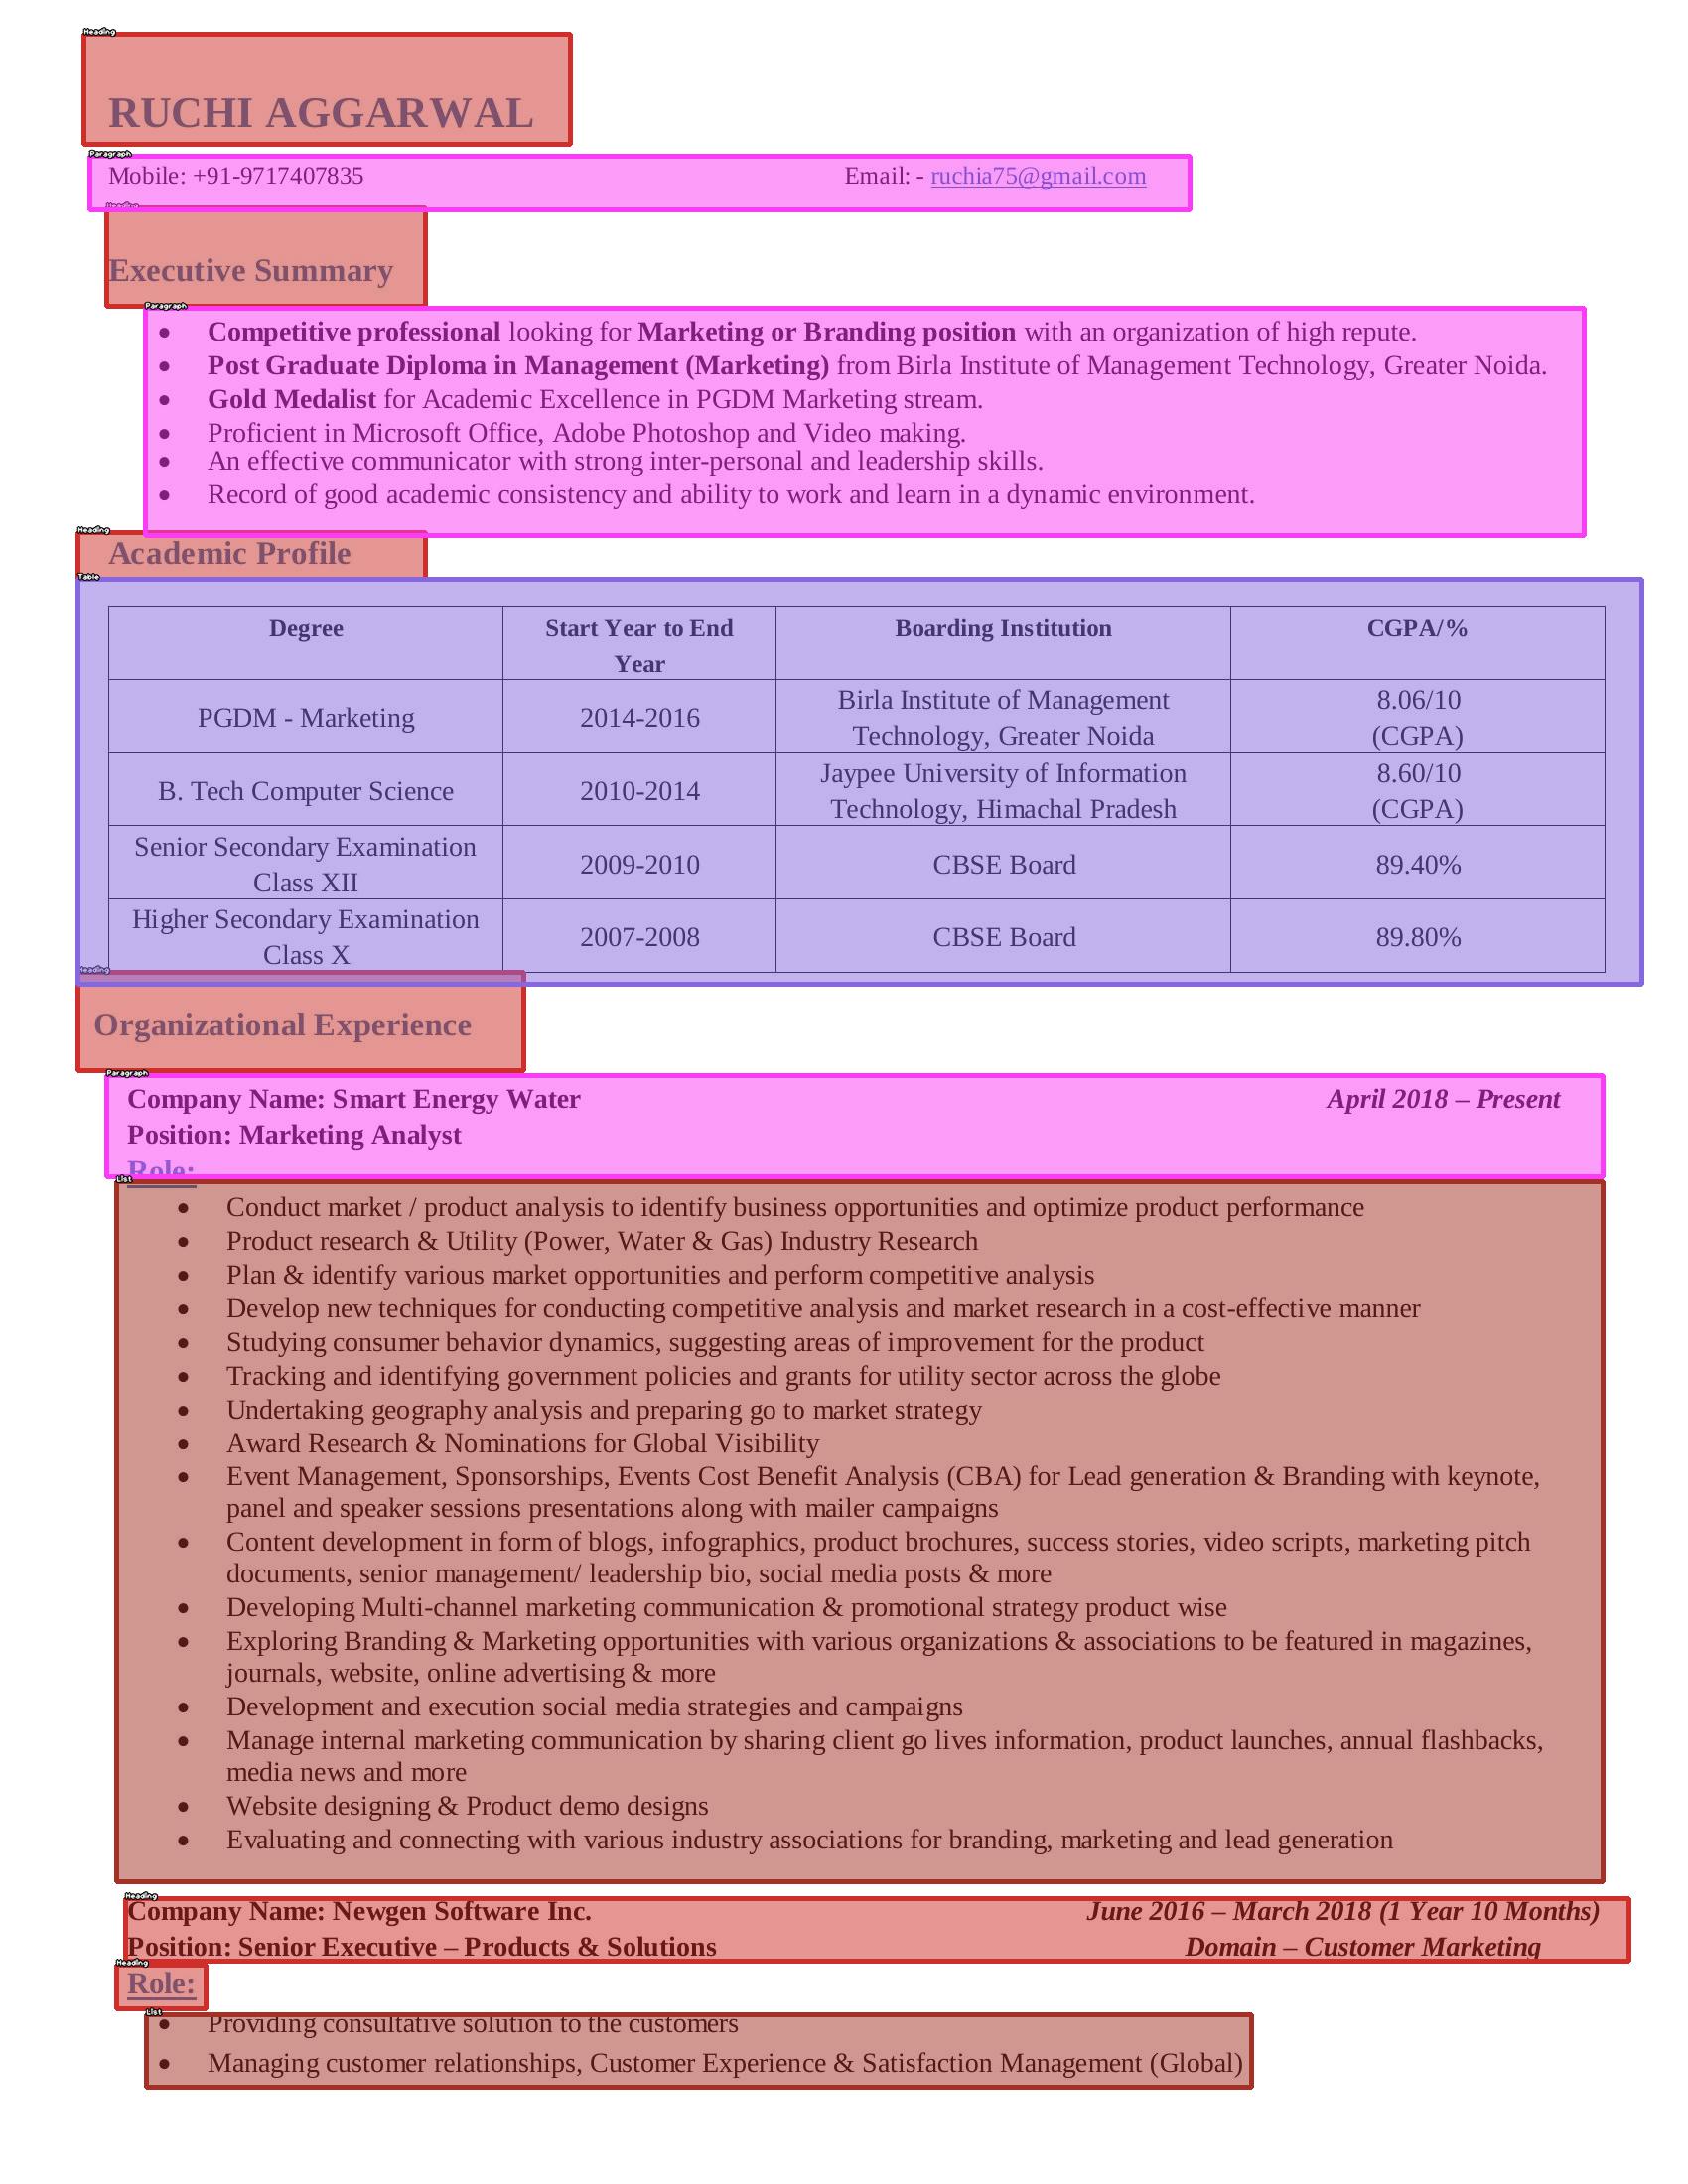 Heading
RUCHI AGGARWAL
Paragraph
Mobile: +91-9717407835 Email: - ruchia75@gmail.com
Heading
Executive Summary
Paragraph
• Competitive professional looking for Marketing or Branding position with an organization of high repute.
• Post Graduate Diploma in Management (Marketing) from Birla Institute of Management Technology, Greater Noida.
• Gold Medalist for Academic Excellence in PGDM Marketing stream.
• Proficient in Microsoft Office, Adobe Photoshop and Video making.
• An effective communicator with strong inter-personal and leadership skills.
• Record of good academic consistency and ability to work and learn in a dynamic environment.
Heading
Academic Profile
Table
Degree Start Year to End Boarding Institution CGPA/%
Year
PGDM - Marketing 2014-2016 Birla Institute of Management 8.06/10
Technology, Greater Noida (CGPA)
B. Tech Computer Science 2010-2014 Jaypee University of Information 8.60/10
Technology, Himachal Pradesh (CGPA)
Senior Secondary Examination 2009-2010 CBSE Board 89.40%
Class XII
Higher Secondary Examination 2007-2008 CBSE Board 89.80%
Class X
Heading
Organizational Experience
Paragraph
Company Name: Smart Energy Water April 2018 – Present
Position: Marketing Analyst
Role:
List
• Conduct market / product analysis to identify business opportunities and optimize product performance
• Product research & Utility (Power, Water & Gas) Industry Research
• Plan & identify various market opportunities and perform competitive analysis
• Develop new techniques for conducting competitive analysis and market research in a cost-effective manner
• Studying consumer behavior dynamics, suggesting areas of improvement for the product
• Tracking and identifying government policies and grants for utility sector across the globe
• Undertaking geography analysis and preparing go to market strategy
• Award Research & Nominations for Global Visibility
• Event Management, Sponsorships, Events Cost Benefit Analysis (CBA) for Lead generation & Branding with keynote,
panel and speaker sessions presentations along with mailer campaigns
• Content development in form of blogs, infographics, product brochures, success stories, video scripts, marketing pitch
documents, senior management/ leadership bio, social media posts & more
• Developing Multi-channel marketing communication & promotional strategy product wise
• Exploring Branding & Marketing opportunities with various organizations & associations to be featured in magazines,
journals, website, online advertising & more
• Development and execution social media strategies and campaigns
• Manage internal marketing communication by sharing client go lives information, product launches, annual flashbacks,
media news and more
• Website designing & Product demo designs
• Evaluating and connecting with various industry associations for branding, marketing and lead generation
Heading
Company Name: Newgen Software Inc. June 2016 – March 2018 (1 Year 10 Months)
Position: Senior Executive – Products & Solutions Domain – Customer Marketing
Heading
Role:
List
• Providing consultative solution to the customers
• Managing customer relationships, Customer Experience & Satisfaction Management (Global)